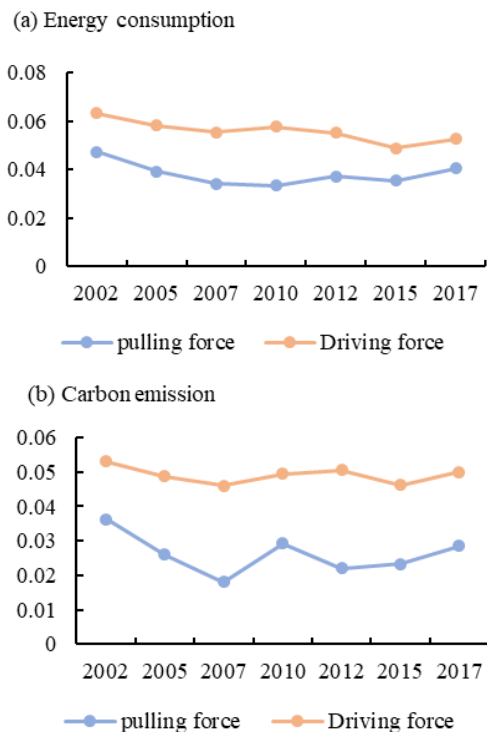 (a) Energy consumption
0.08
0.06
0.04
0.02
0
2002 2005 2007 2010 2012 2015 2017
pulling force Driving force
(b) Carbon emission
0.06
0.05
0.04
0.03
0.02
0.01
0
2002 2005 2007 2010 2012 2015 2017
pulling force Driving force